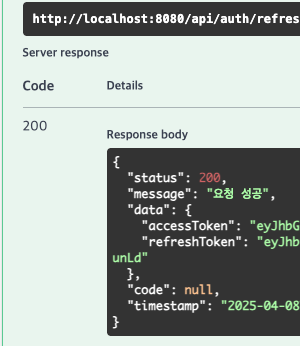 http://localhost:8080/api/auth/refres
Server response
Code Details
200
Response body
{
"status": 200,
"message": "요청 성공",
"data": {
"accessToken": "eyJhbG
"refreshToken": "eyJhb
unLd"
},
"code": null,
"timestamp": "2025-04-08
}